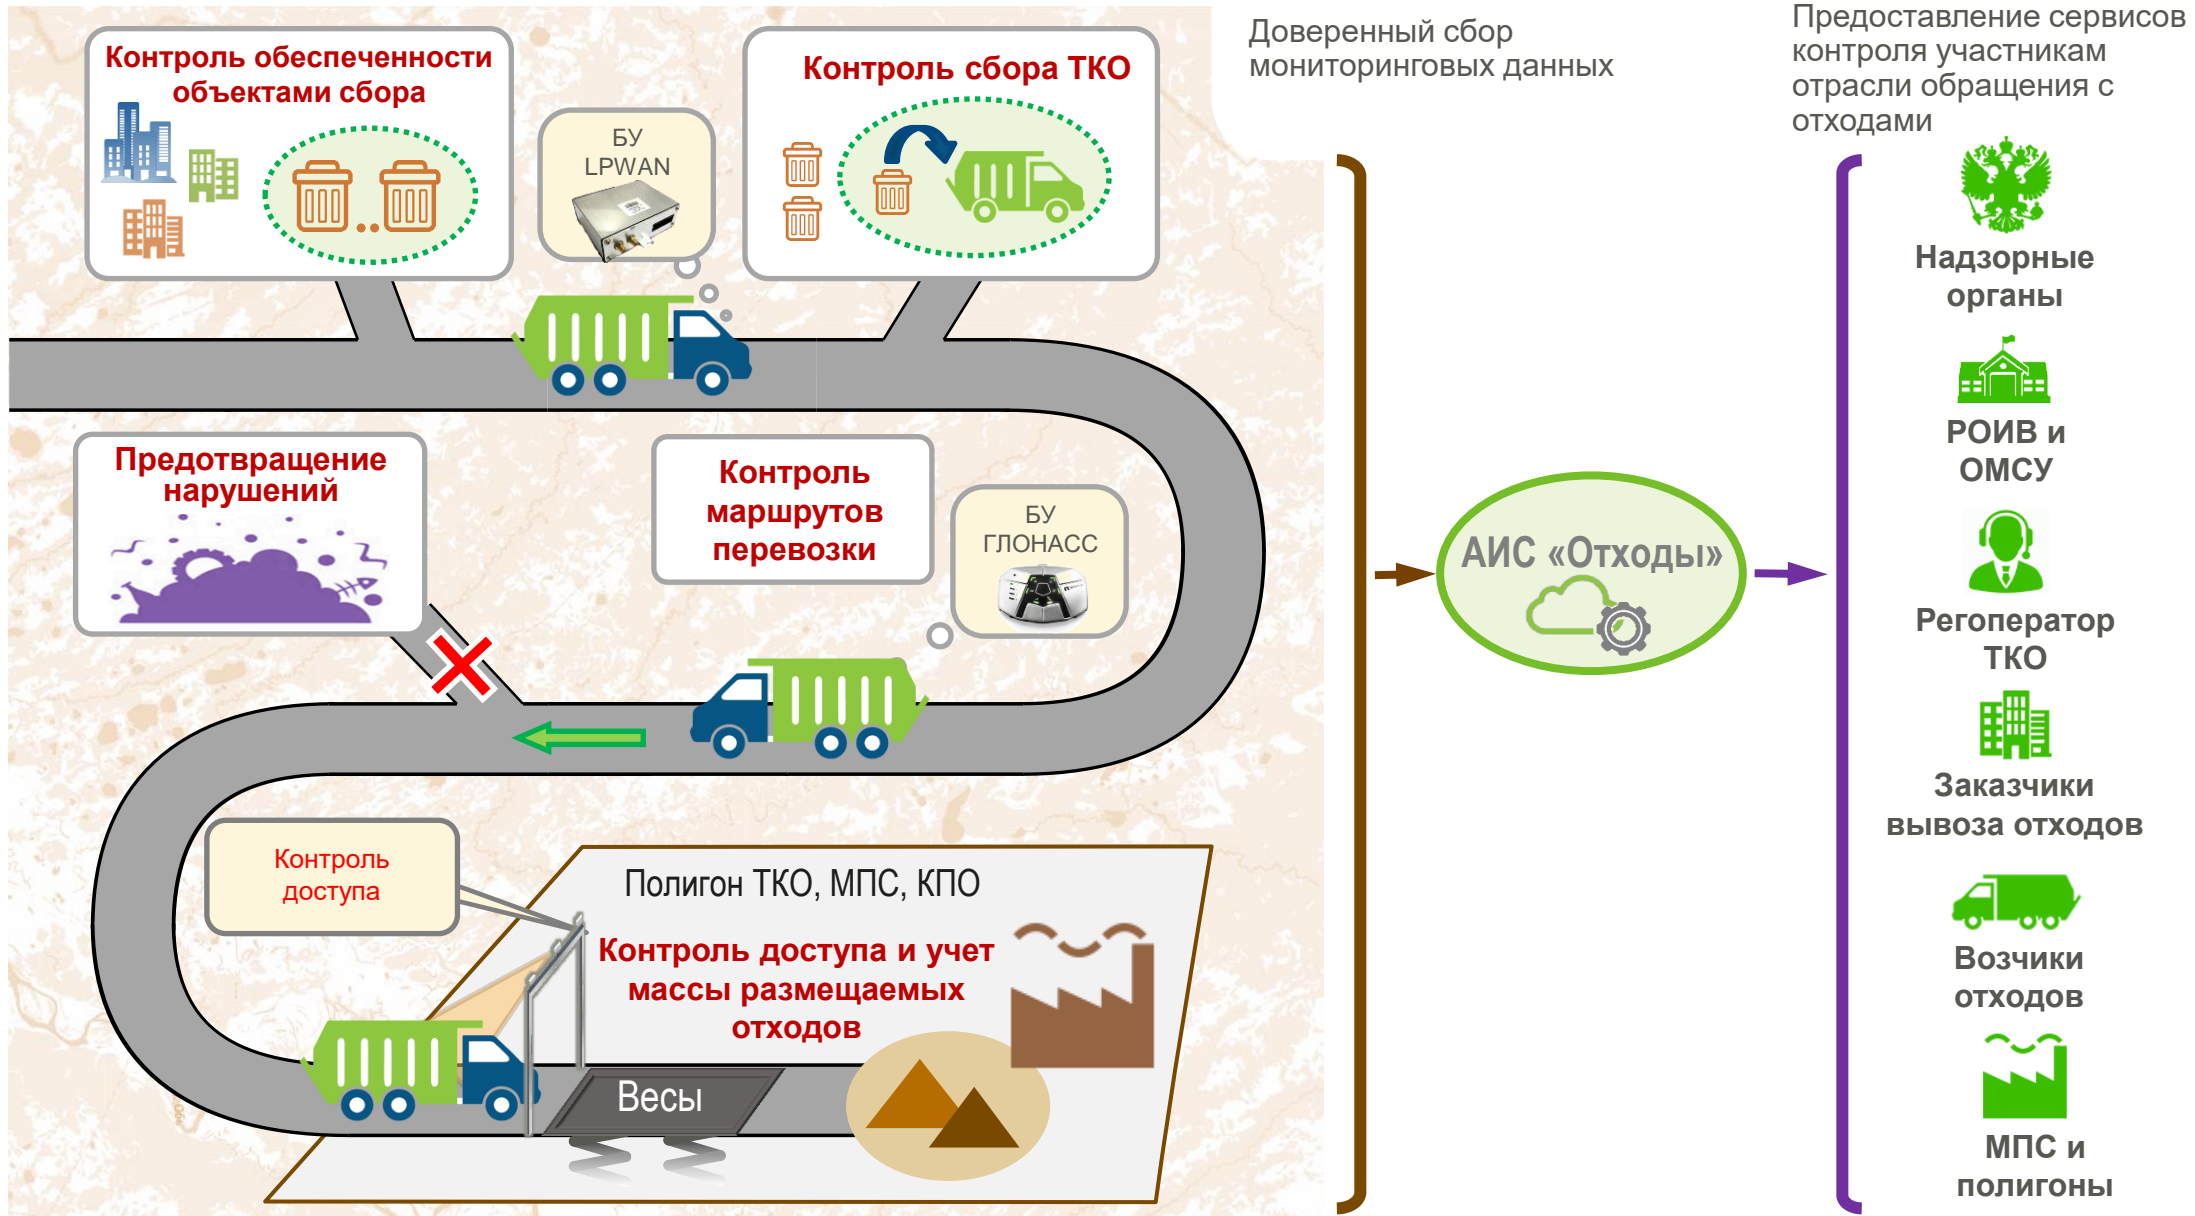 Контроль обеспеченности
объектами сбора
БУ
LPWAN
Контроль сбора ТКО
Доверенный сбор
мониторинговых данных
Предоставление сервисов
контроля участникам
отрасли обращения с
отходами
Надзорные
органы
РОИВ и
ОМСУ
Регоператор
ТКО
Заказчики
вывоза отходов
Возчики
отходов
МПС и
полигоны
АИС «Отходы»
Предотвращение
нарушений
Контроль
маршрутов
перевозки
БУ
ГЛОНАСС
Контроль
доступа
Полигон ТКО, МПС, КПО
Контроль доступа и учет
массы размещаемых
отходов
Весы